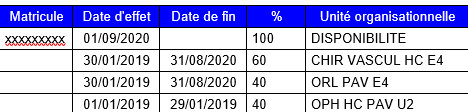 Matricule Date d'effet Date de fin % Unité organisationnelle
xxxxxxxxx 01/09/2020 100 DISPONIBILITE
30/01/2019 31/08/2020 60 CHIR VASCUL HC E4
30/01/2019 31/08/2020 40 ORL PAV E4
01/01/2019 29/01/2019 40 OPH HC PAV U2